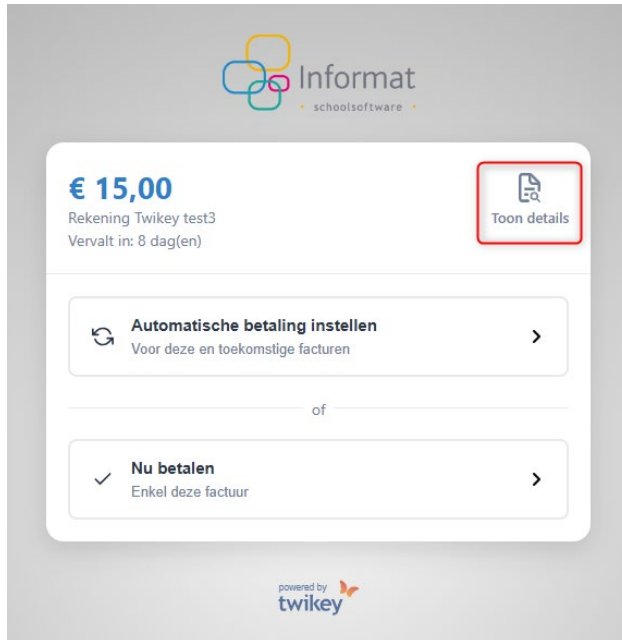 Informat
· schoolsoftware ·
€ 15,00
Rekening Twikey test3
Vervalt in: 8 dag(en)
Toon details
Automatische betaling instellen
Voor deze en toekomstige facturen
of
Nu betalen
Enkel deze factuur
powered by
twikey